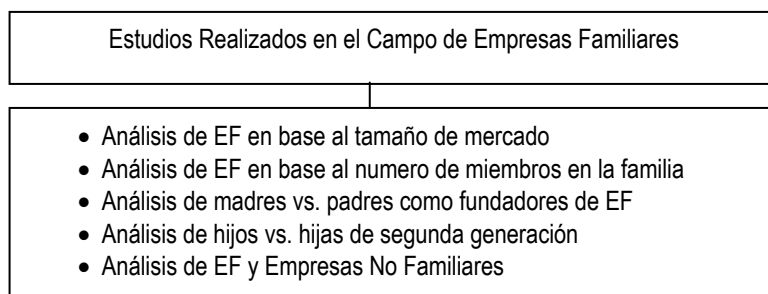 Estudios Realizados en el Campo de Empresas Familiares
• Análisis de EF en base al tamaño de mercado
• Análisis de EF en base al numero de miembros en la familia
• Análisis de madres vs. padres como fundadores de EF
• Análisis de hijos vs. hijas de segunda generación
• Análisis de EF y Empresas No Familiares